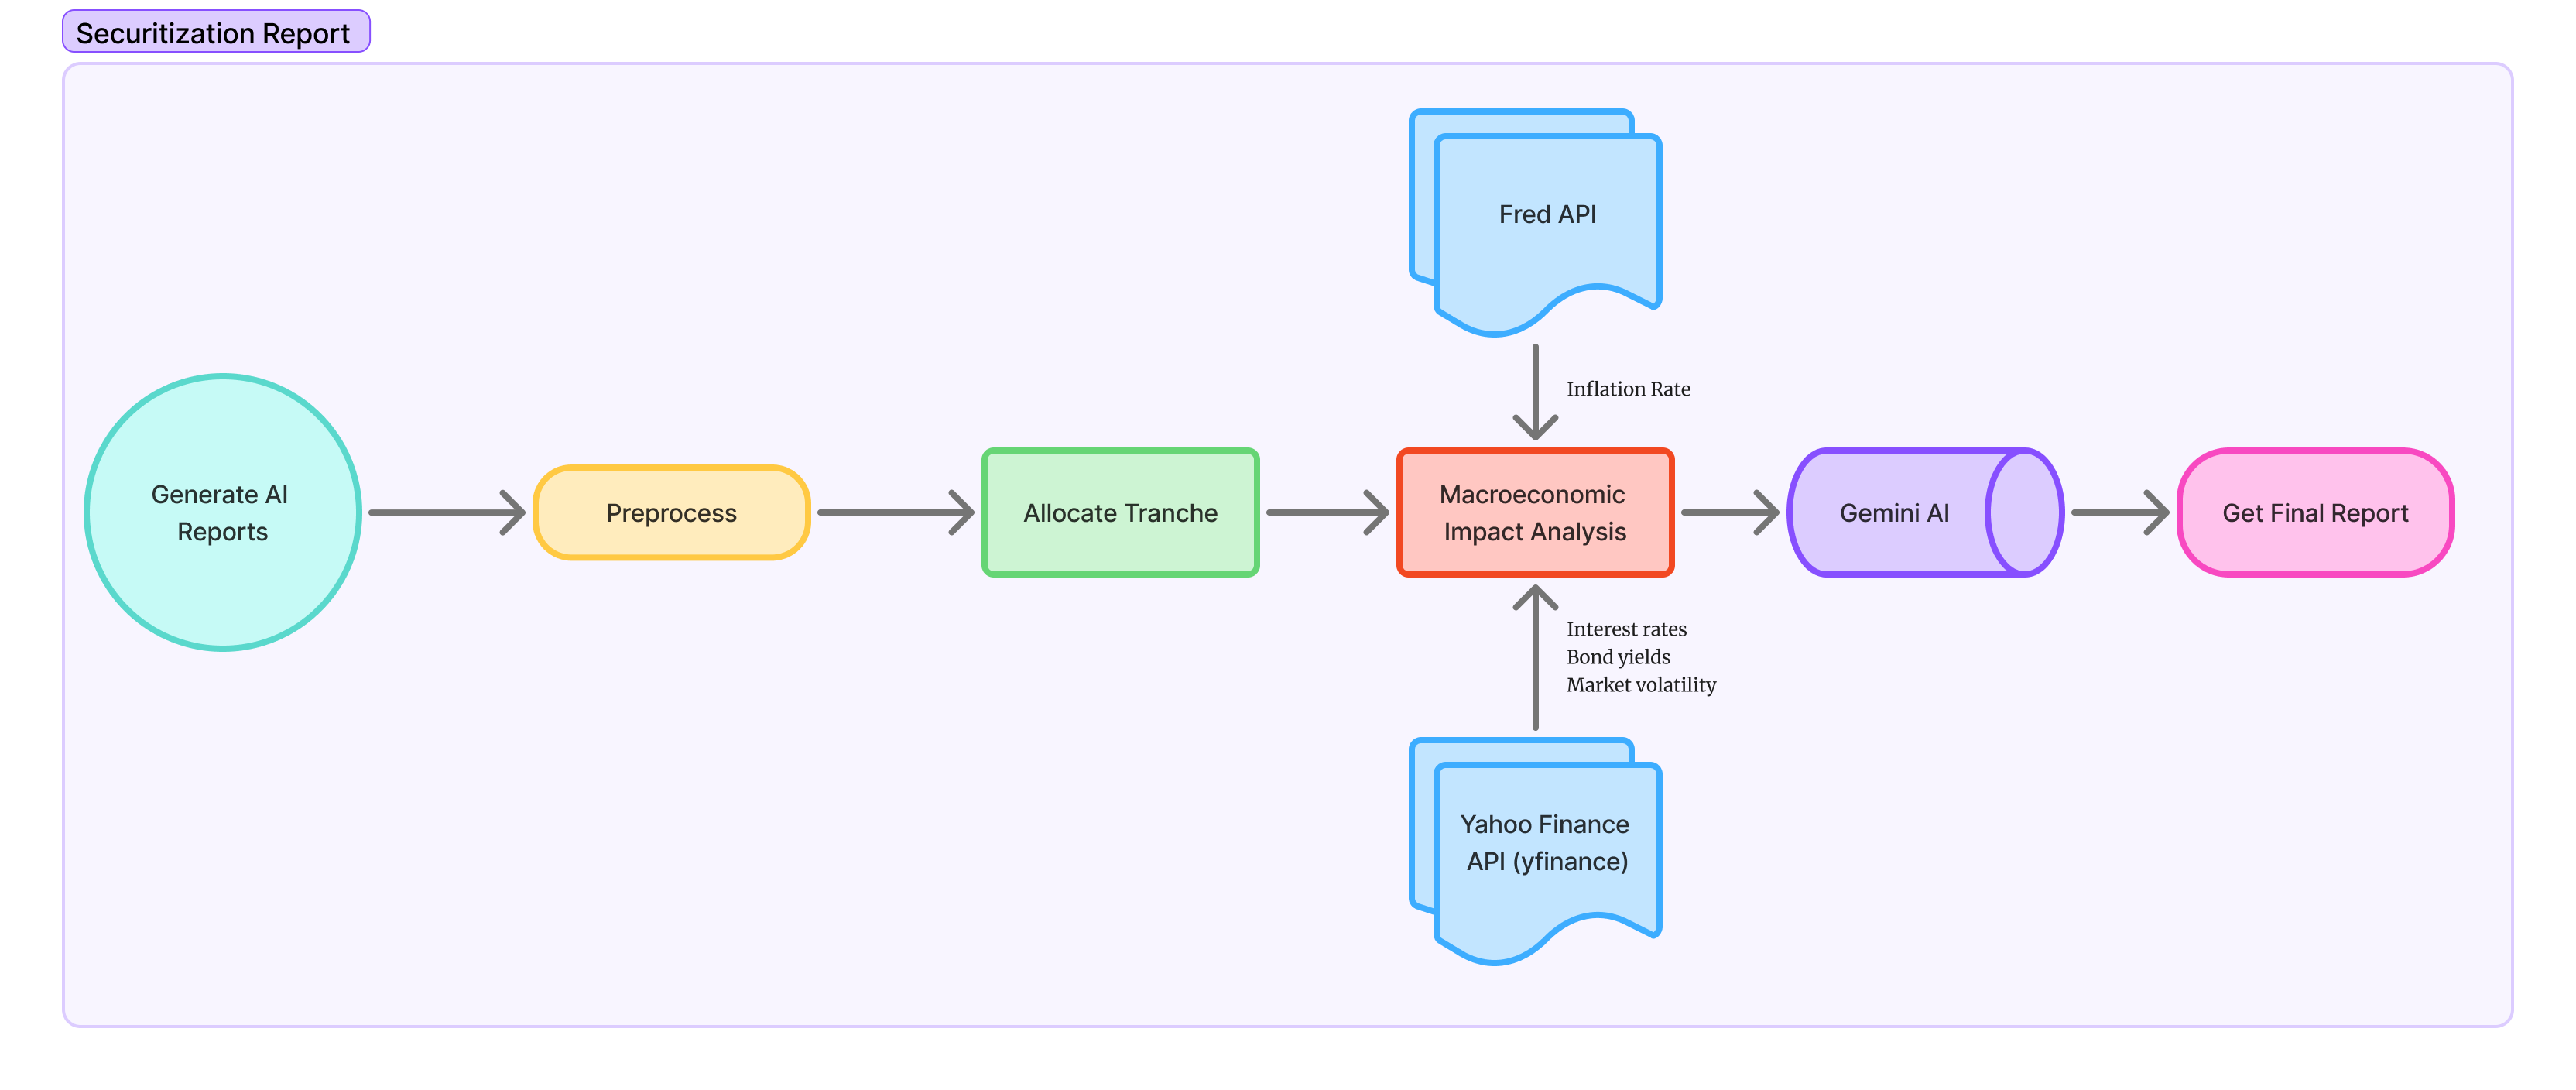 Securitization Report
Fred API
Inflation Rate
Generate AI
Reports
Preprocess
Allocate Tranche
Macroeconomic
Impact Analysis
Gemini AI
Get Final Report
Interest rates
Bond yields
Market volatility
Yahoo Finance
API (yfinance)